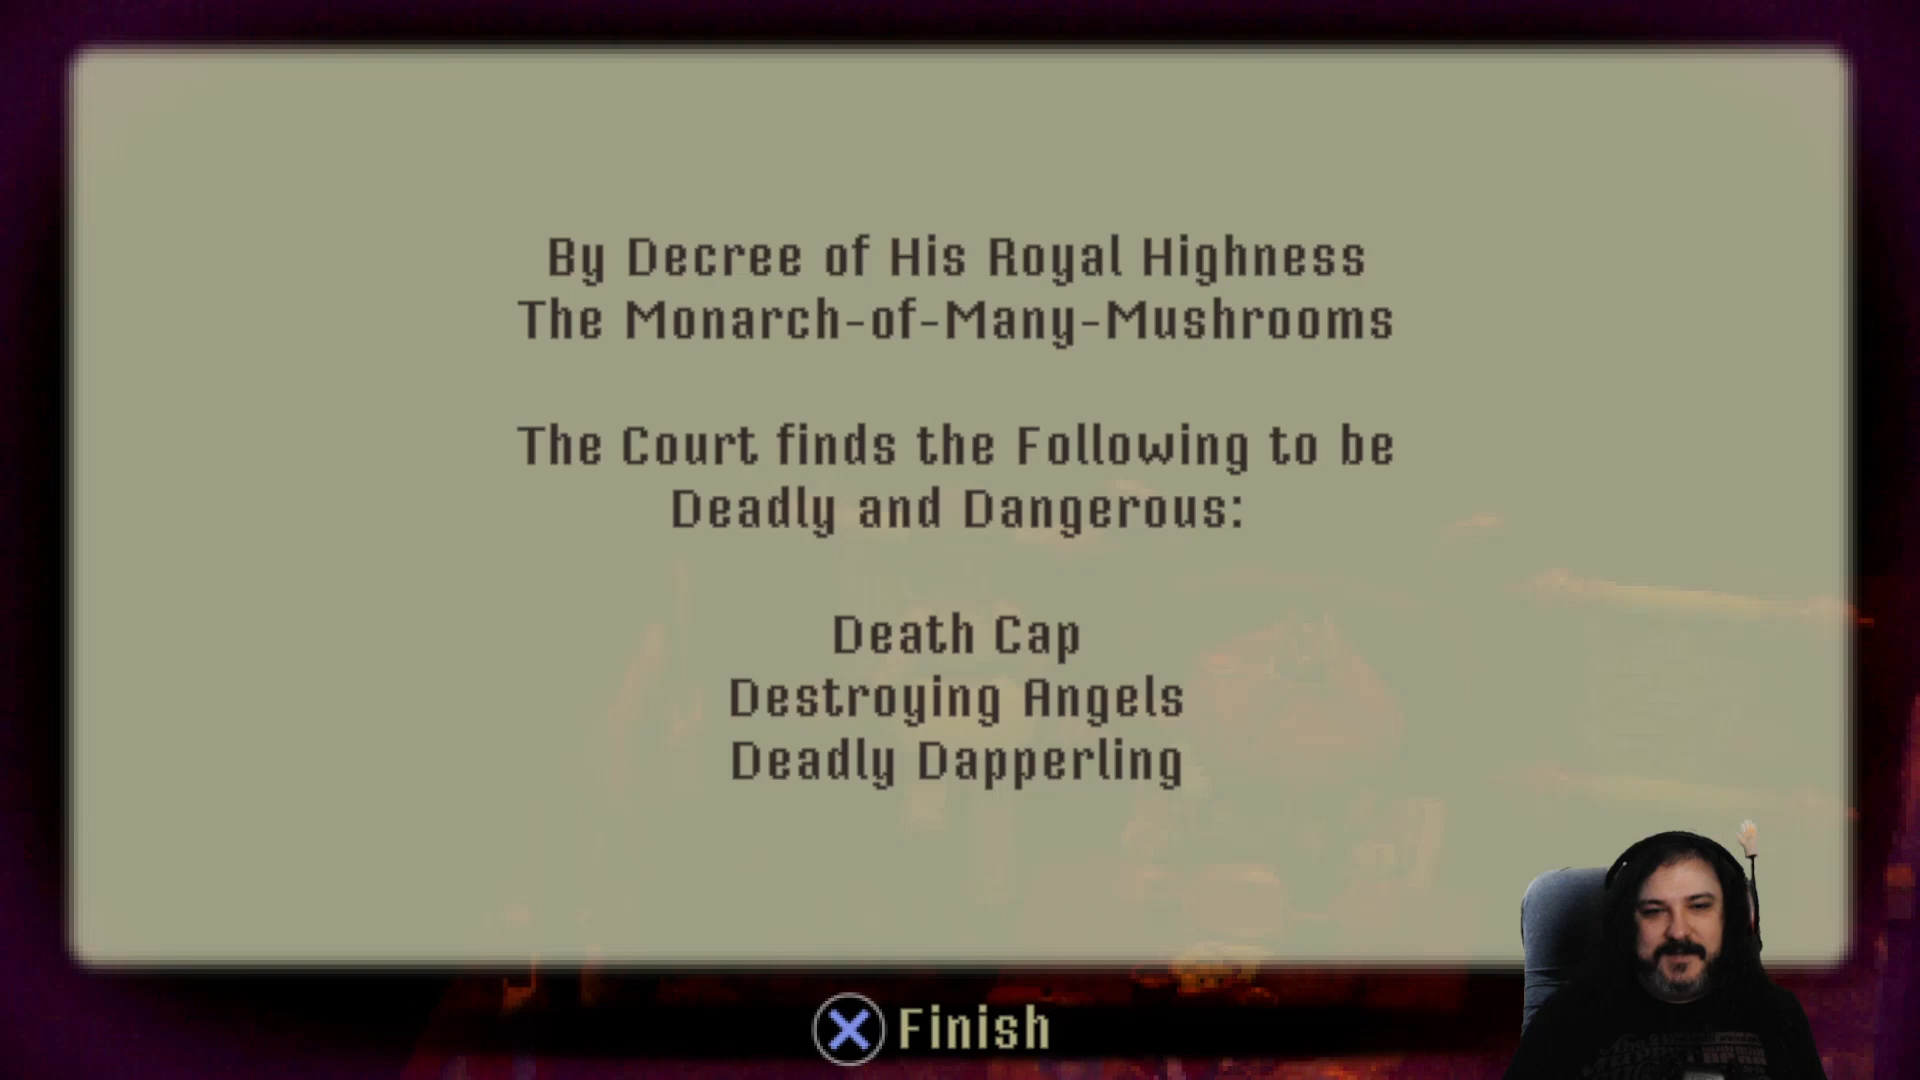 By Decree of His Royal Highness
The Monarch-of-Many-Mushrooms
The Court finds the Following to be
Deadly and Dangerous:
Death Cap
Destroying Angels
Deadly Dapperling
Finish